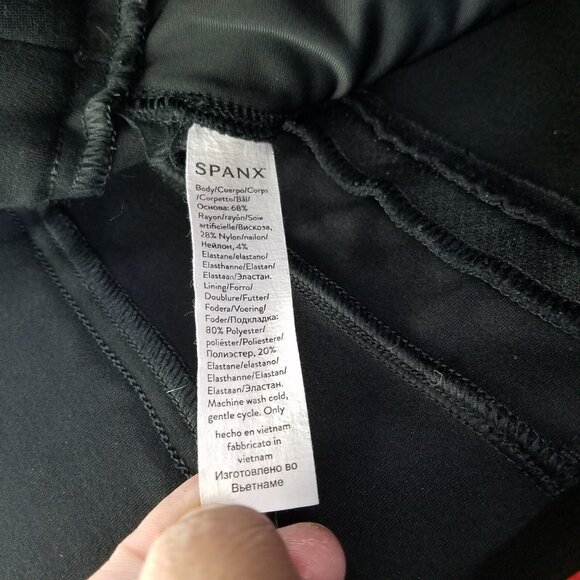 SPANX
Body/Cuerpo/Corps
/Corpetto/Bāl/
Основа: 68%
Rayon/rayón/Soie
artificielle/Вискоза,
28% Nylon/nailon/
Нейлон, 4%
Elastane/elastano/
Elasthanne/Elastan/
Elastaan/Эластан.
Lining/Forro/
Doublure/Futter/
Fodera/Voering/
Foder/Подкладка:
80% Polyester/
poliéster/Poliestere/
Полиэстер, 20%
Elastane/elastano/
Elasthanne/Elastan/
Elastaan/Эластан.
Machine wash cold,
gentle cycle. Only
hecho en vietnam
fabbricato in
vietnam
Изготовлено во
Вьетнаме